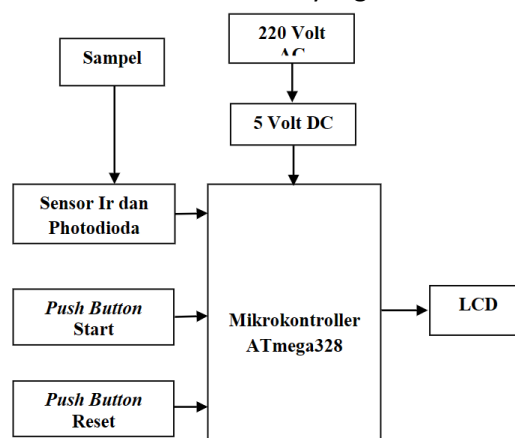 220 Volt
AC
Sampel
5 Volt DC
Sensor Ir dan
Photodioda
Push Button
Start
Mikrokontroller
ATmega328
LCD
Push Button
Reset